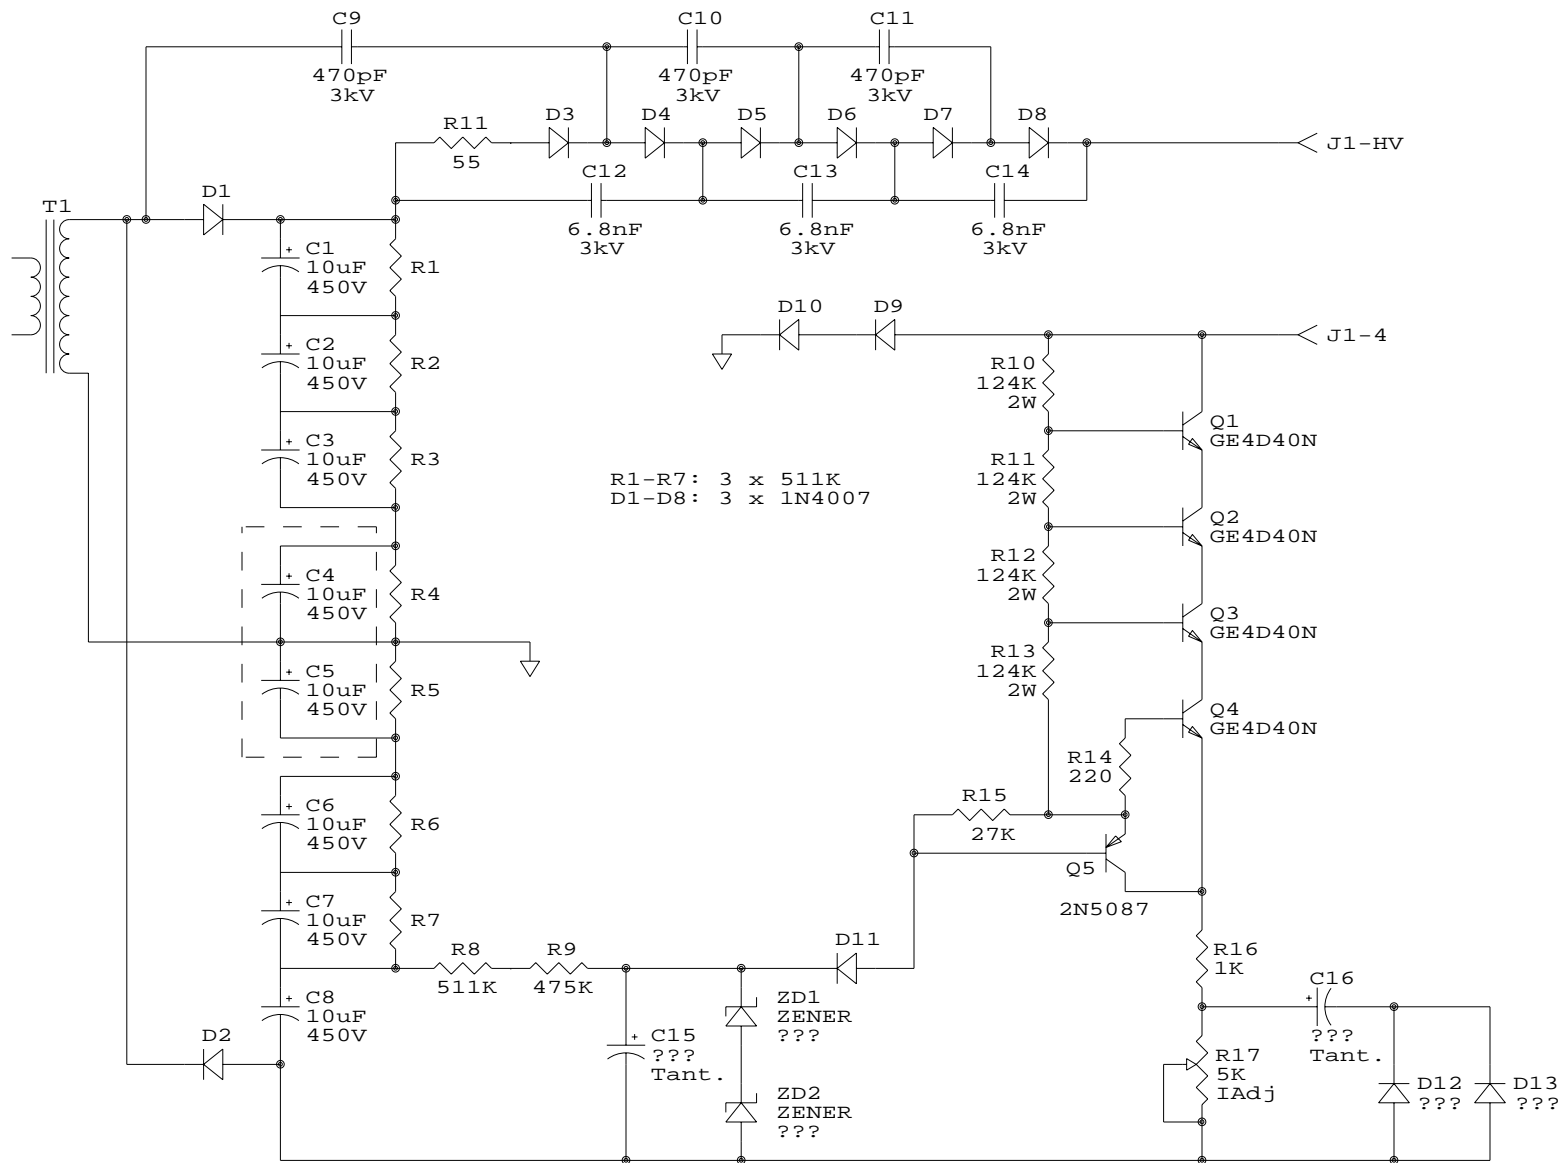 C9
470pF
3kV
C10
470pF
3kV
C11
470pF
3kV
R11
55
D3
D4
D5
D6
D7
D8
J1-HV
C12
6.8nF
3kV
C13
6.8nF
3kV
C14
6.8nF
3kV
T1
D1
+ C1
10uF
450V
R1
+ C2
10uF
450V
R2
+ C3
10uF
450V
R3
+ C4
10uF
450V
R4
+ C5
10uF
450V
R5
+ C6
10uF
450V
R6
+ C7
10uF
450V
R7
+ C8
10uF
450V
D2
D10
D9
J1-4
R1-R7: 3 x 511K
D1-D8: 3 x 1N4007
R10
124K
2W
R11
124K
2W
R12
124K
2W
R13
124K
2W
Q1
GE4D40N
Q2
GE4D40N
Q3
GE4D40N
Q4
GE4D40N
R14
220
R15
27K
Q5
2N5087
R8
511K
R9
475K
D11
+ C15
???
Tant.
ZD1
ZENER
???
ZD2
ZENER
???
R16
1K
R17
5K
IAdj
C16
+
???
Tant.
D12
???
D13
???